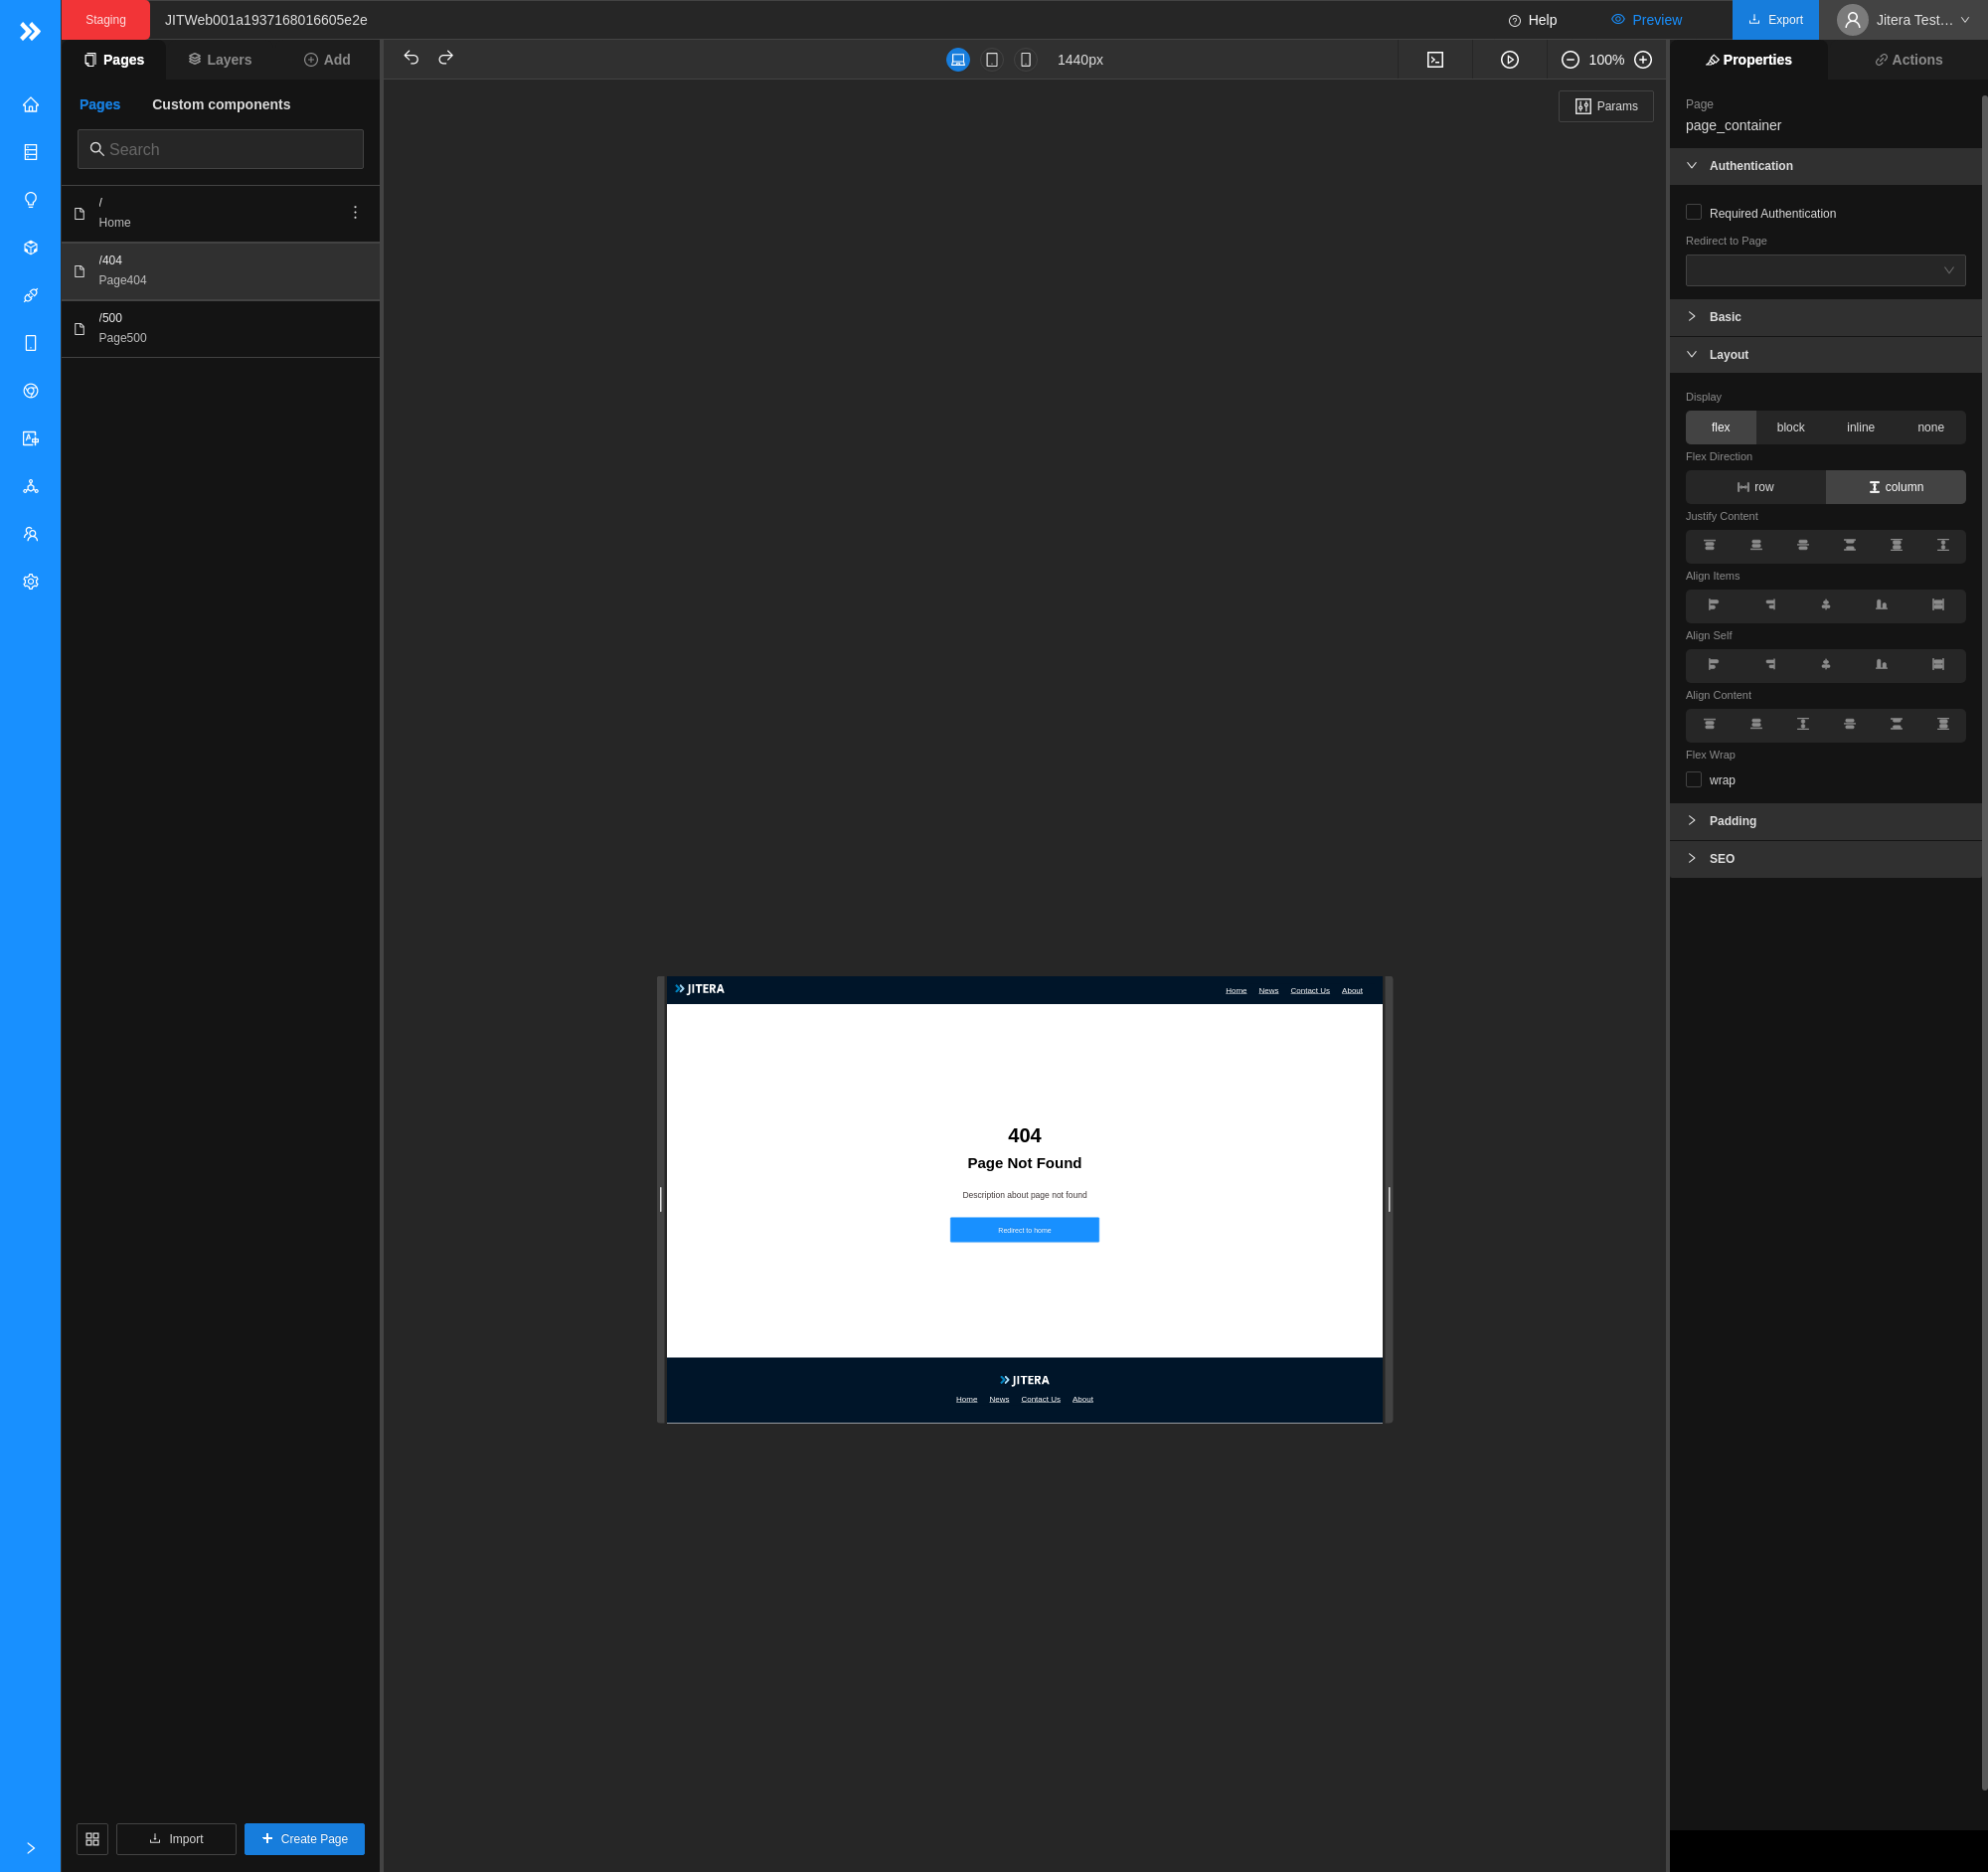 Staging
JITWeb001a1937168016605e2e
Help
Preview
Export
Jitera Test...
Pages
Layers
Add
1440px
100%
Properties
Actions
Pages
Custom components
Search
/
Home
/404
Page404
/500
Page500
Import
Create Page
Params
JITERA
Home News Contact Us About
404
Page Not Found
Description about page not found
Redirect to home
JITERA
Home News Contact Us About
Page
page_container
Authentication
Required Authentication
Redirect to Page
Basic
Layout
Display
flex block inline none
Flex Direction
row column
Justify Content
Align Items
Align Self
Align Content
Flex Wrap
wrap
Padding
SEO